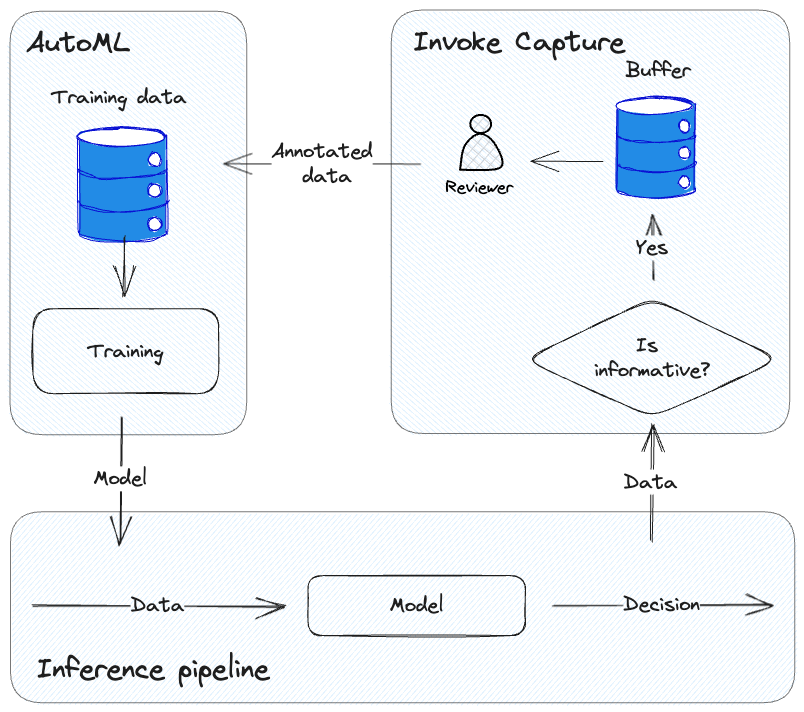 AutoML
Training data
Training
Annotated
data
Invoke Capture
Buffer
Reviewer
Yes
Is
informative?
Model
Data
Data
Model
Decision
Inference pipeline